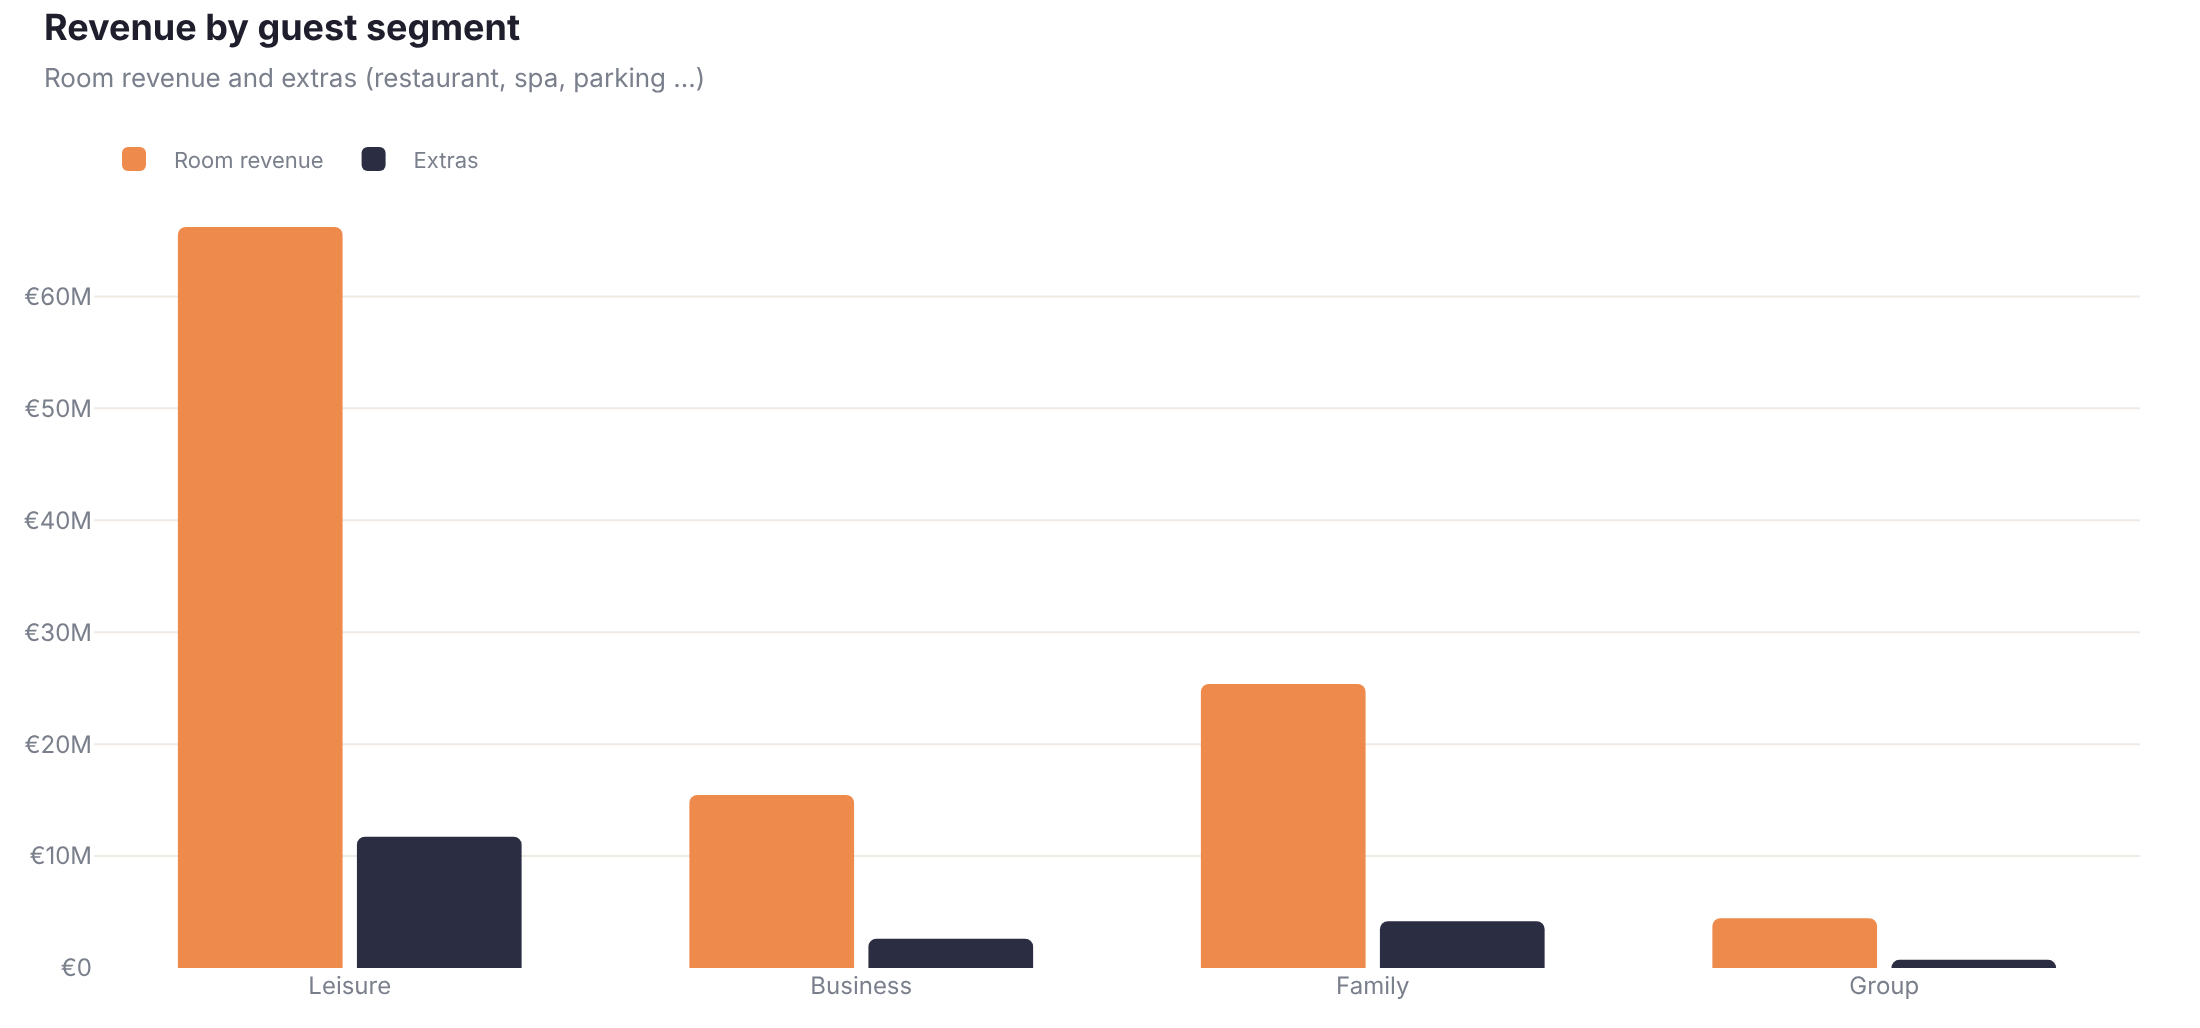 Revenue by guest segment
Room revenue and extras (restaurant, spa, parking ...)
Room revenue
Extras
€60M
€50M
€40M
€30M
€20M
€10M
€0
Leisure
Business
Family
Group